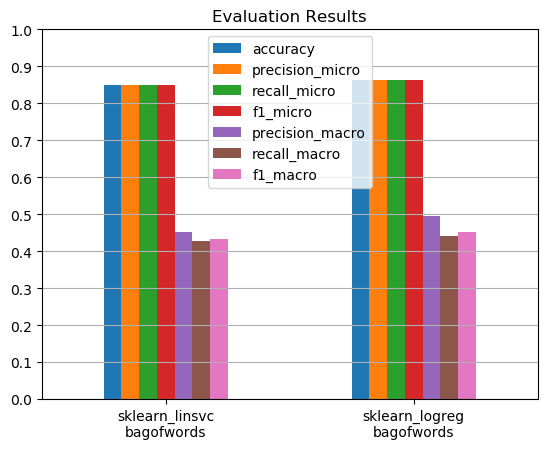 Evaluation Results
1.0
0.9
0.8
0.7
0.6
0.5
0.4
0.3
0.2
0.1
0.0
accuracy
precision_micro
recall_micro
f1_micro
precision_macro
recall_macro
f1_macro
sklearn_linsvc
bagofwords
sklearn_logreg
bagofwords